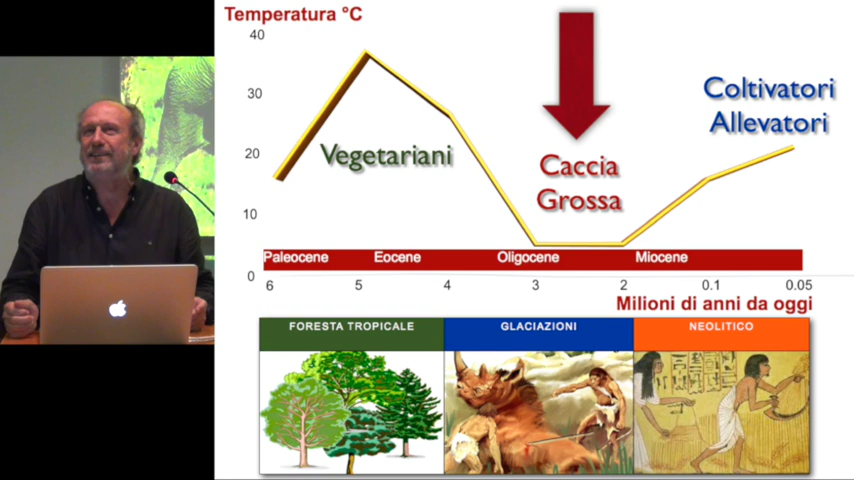 Temperatura °C
40
30
20
10
0
Vegetariani
Caccia
Grossa
Coltivatori
Allevatori
Paleocene Eocene Oligocene Miocene
6 5 4 3 2 0.1 0.05
Milioni di anni da oggi
FORESTA TROPICALE GLACIAZIONI NEOLITICO